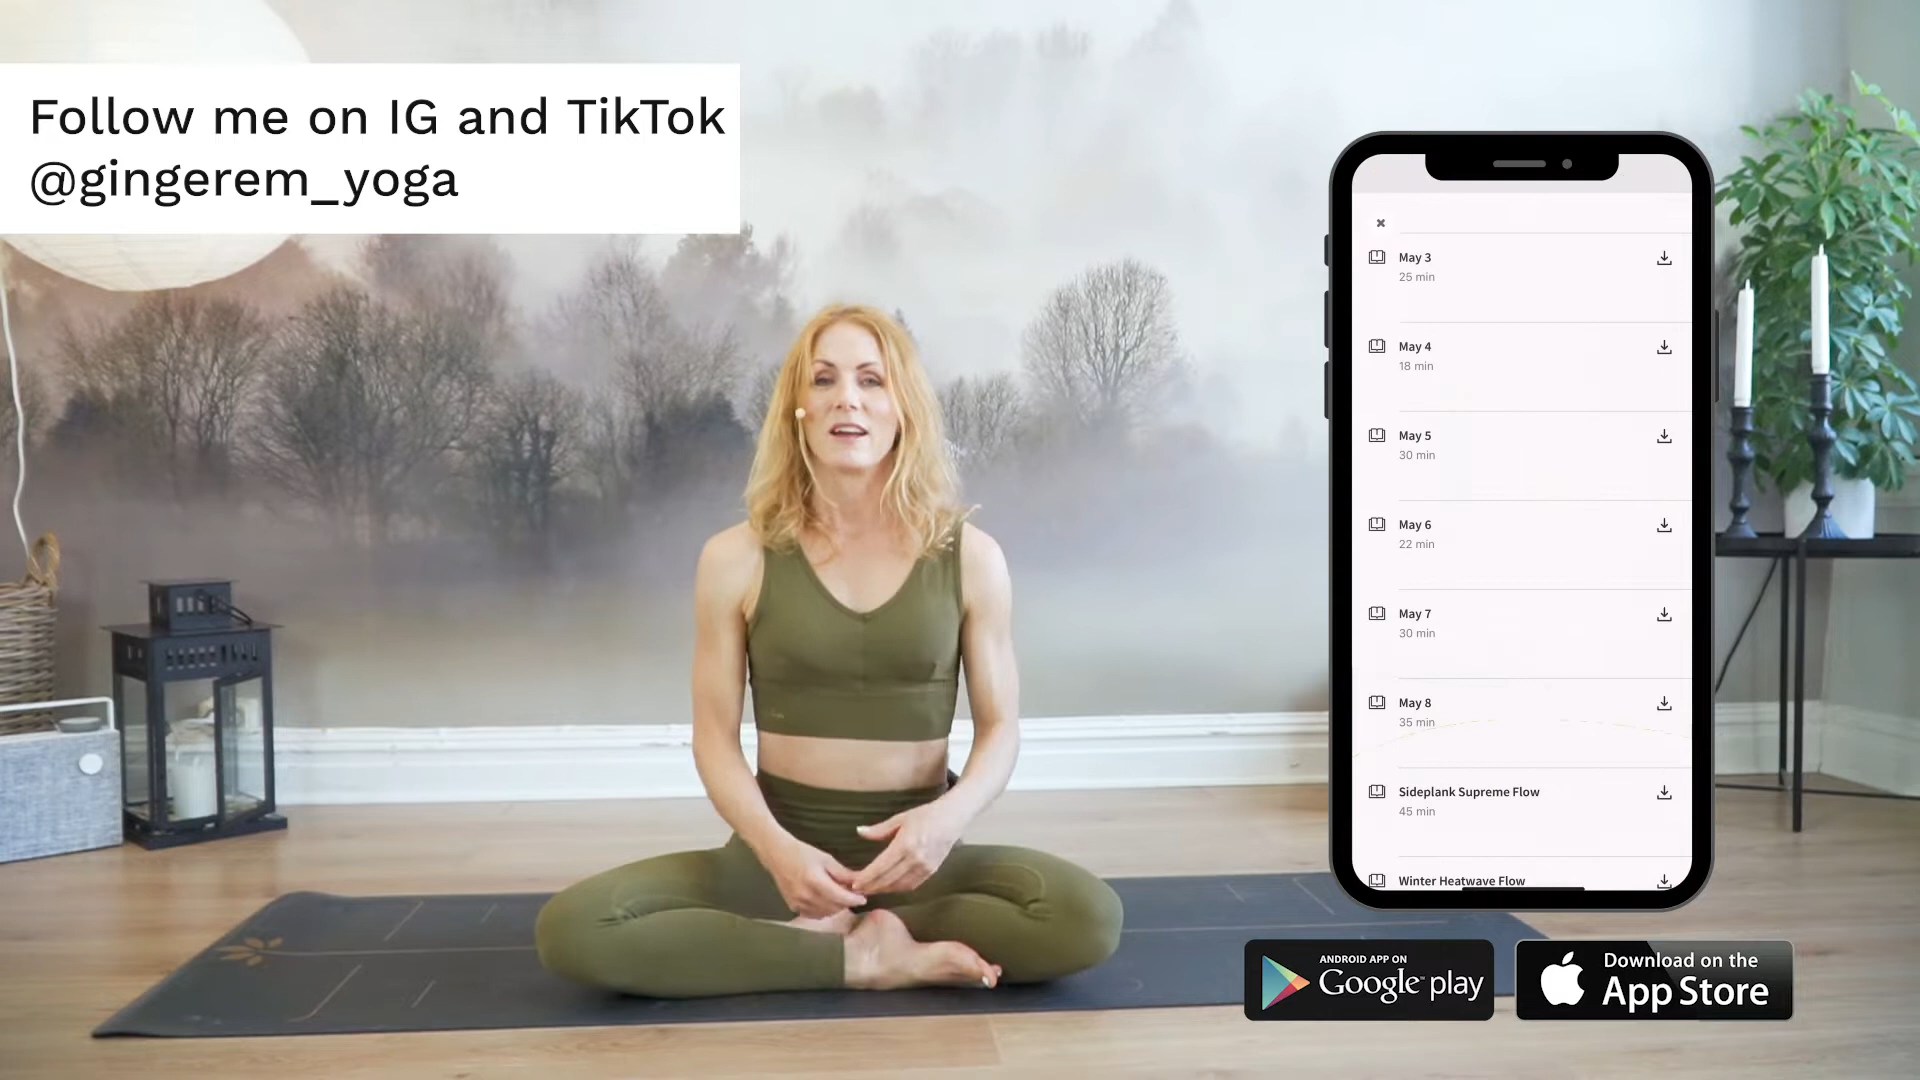 Follow me on IG and TikTok
@gingerem_yoga
May 3
25 min
May 4
18 min
May 5
30 min
May 6
22 min
May 7
30 min
May 8
35 min
Sideplank Supreme Flow
45 min
Winter Heatwave Flow
ANDROID APP ON
Google play
Download on the
App Store